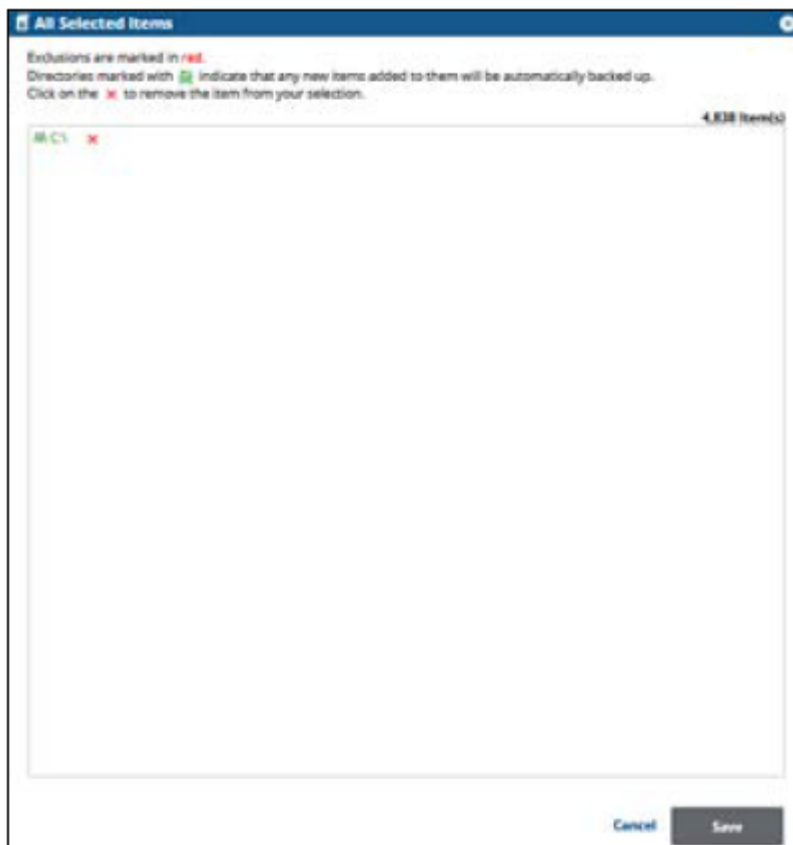 All Selected Items
Exclusions are marked in red.
Directories marked with indicate that any new items added to them will be automatically backed up.
Click on the × to remove the item from your selection.
4,838 Item(s)
C:\ ×
Cancel Save